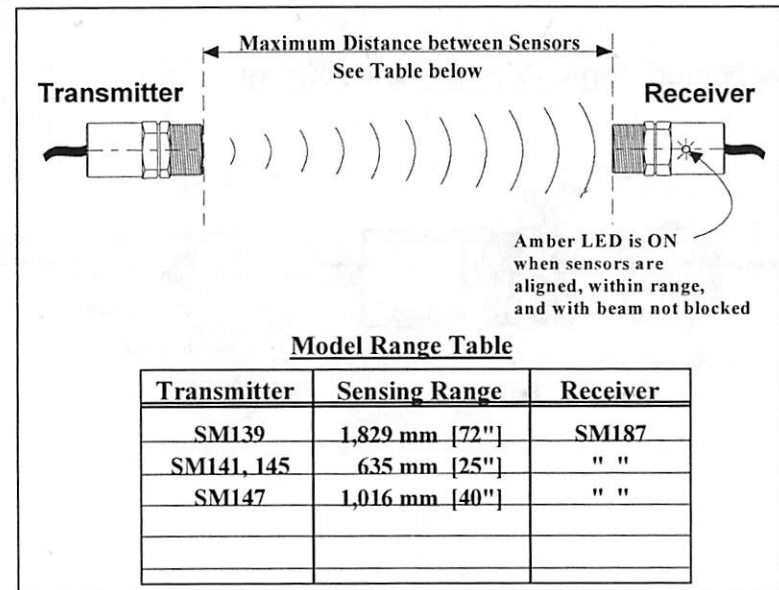 Maximum Distance between Sensors
See Table below
Transmitter
Receiver
Amber LED is ON
when sensors are
aligned, within range,
and with beam not blocked
Model Range Table
Transmitter Sensing Range Receiver
SM139 1,829 mm [72"] SM187
SM141, 145 635 mm [25"] " "
SM147 1,016 mm [40"] " "